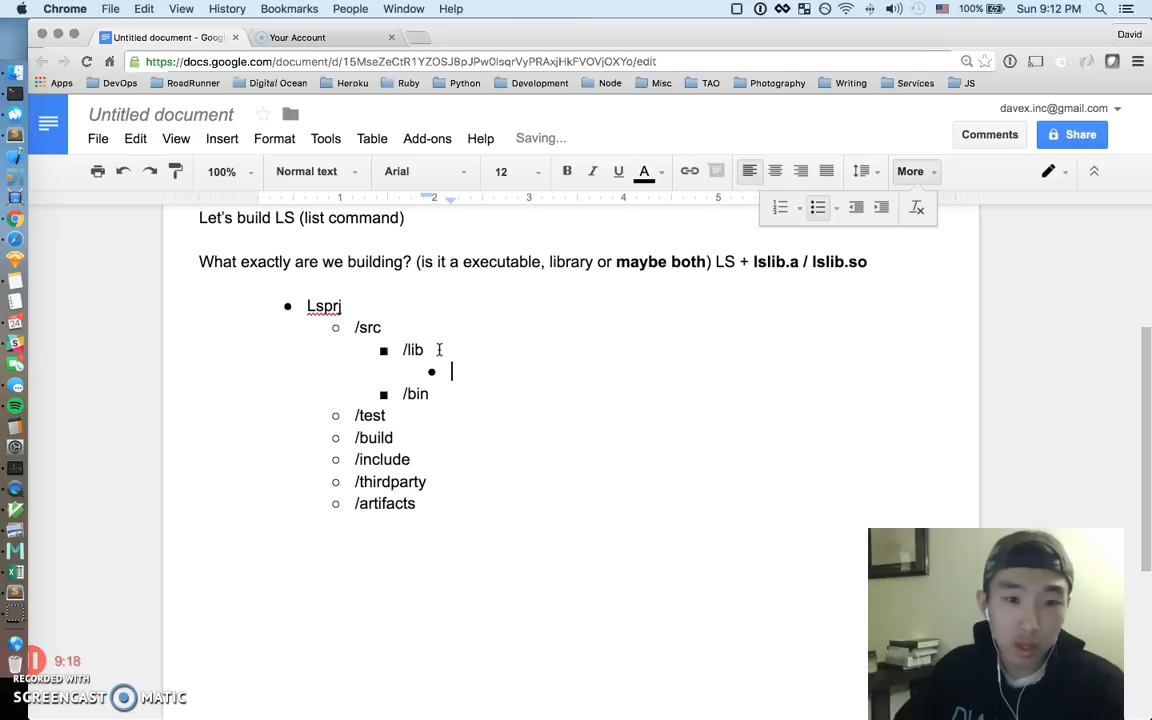 Chrome File Edit View History Bookmarks People Window Help 100% Sun 9:12 PM
Untitled document - Goog Your Account David
https://docs.google.com/document/d/15MseZeCtR1YZOSJ8pJPw0lsqrVyPRAxjHkFVOVjOXYo/edit
Apps DevOps RoadRunner Digital Ocean Heroku Ruby Python Development Node Misc TAO Photography Writing Services JS
Untitled document davex.inc@gmail.com
File Edit View Insert Format Tools Table Add-ons Help Saving... Comments Share
100% Normal text Arial 12 B I U A More
1 2 3 4 5
Let's build LS (list command)
What exactly are we building? (is it a executable, library or maybe both) LS + lslib.a / lslib.so
Lsprj
/src
/lib
/bin
/test
/build
/include
/thirdparty
/artifacts
9:18
RECORDED WITH
SCREENCAST MATIC